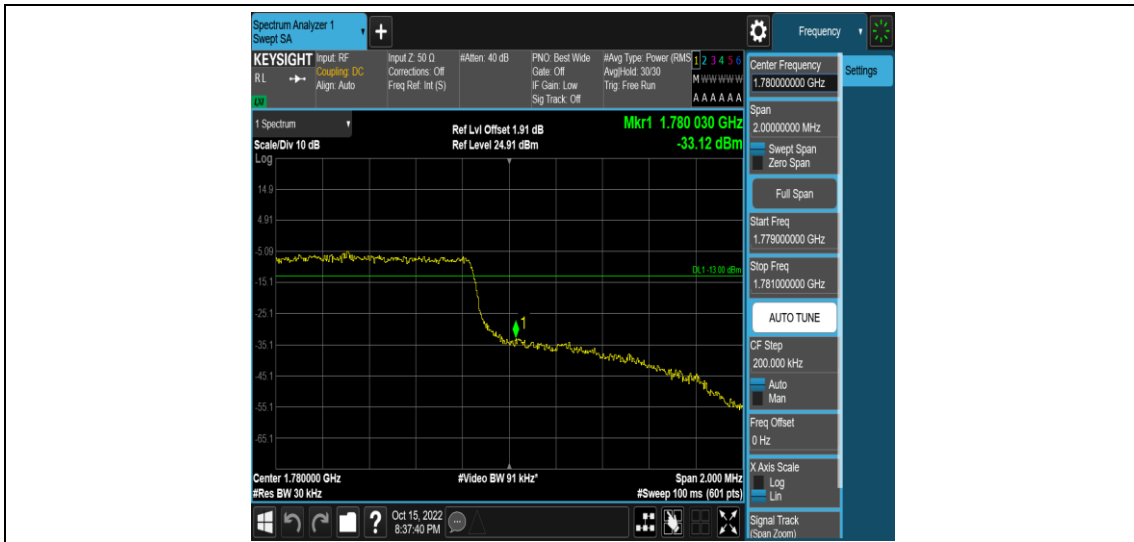 Spectrum Analyzer 1
Swept SA
+
Frequency
KEYSIGHT
RL
LXI
Input: RF
Coupling: DC
Align: Auto
Input Z: 50 Ω
Corrections: Off
Freq Ref: Int (S)
#Atten: 40 dB
PNO: Best Wide
Gate: Off
IF Gain: Low
Sig Track: Off
#Avg Type: Power (RMS
Avg|Hold: 30/30
Trig: Free Run
1 2 3 4 5 6
M W W W W W
A A A A A A
1 Spectrum
Scale/Div 10 dB
Ref Lvl Offset 1.91 dB
Ref Level 24.91 dBm
Mkr1 1.780 030 GHz
-33.12 dBm
Log
14.9
4.91
-5.09
-15.1
-25.1
-35.1
-45.1
-55.1
-65.1
DL1 -13.00 dBm
1
Center 1.780000 GHz
#Res BW 30 kHz
#Video BW 91 kHz*
Span 2.000 MHz
#Sweep 100 ms (601 pts)
Center Frequency
1.780000000 GHz
Settings
Span
2.00000000 MHz
Swept Span
Zero Span
Full Span
Start Freq
1.779000000 GHz
Stop Freq
1.781000000 GHz
AUTO TUNE
CF Step
200.000 kHz
Auto
Man
Freq Offset
0 Hz
X Axis Scale
Log
Lin
Signal Track
(Span Zoom)
?
Oct 15, 2022
8:37:40 PM